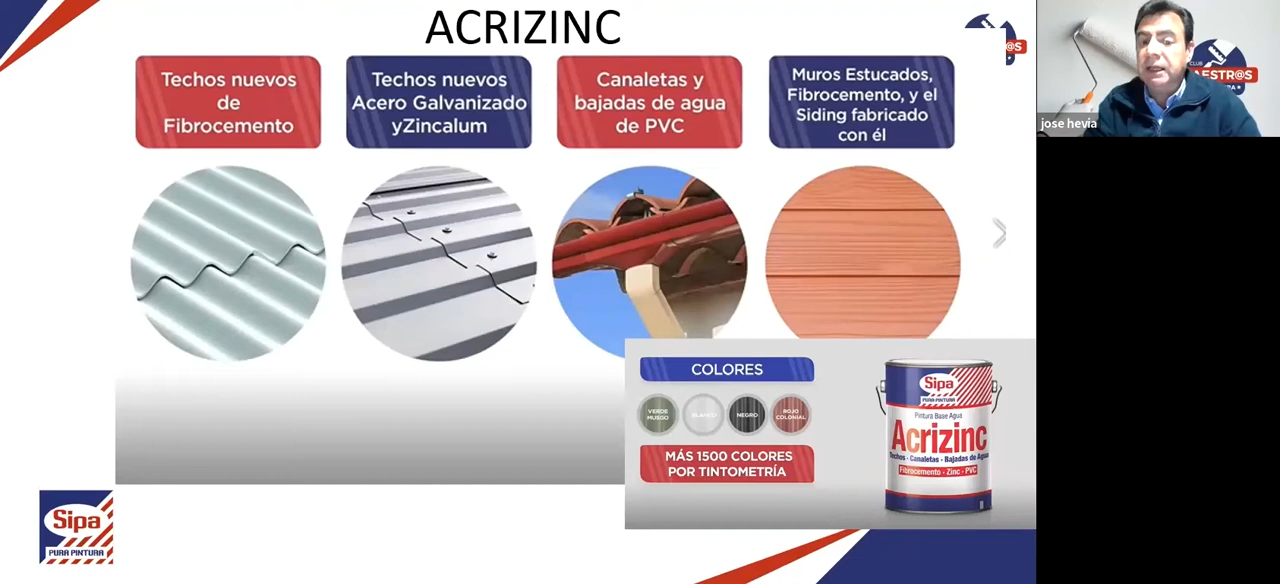 ACRIZINC
@S
Techos nuevos
de
Fibrocemento
Techos nuevos
Acero Galvanizado
yZincalum
Canaletas y
bajadas de agua
de PVC
Muros Estucados,
Fibrocemento, y el
Siding fabricado
con él
CLUB
AESTR@S
jose hevia
COLORES
VERDE
MUSGO
BLANCO
NEGRO
ROJO
COLONIAL
MÁS 1500 COLORES
POR TINTOMETRÍA
Sipa
PURA PINTURA
Pintura Base Agua
Acrizinc
Techos - Canaletas - Bajadas de Agua
Fibrocemento - Zinc - PVC
Sipa
PURA PINTURA